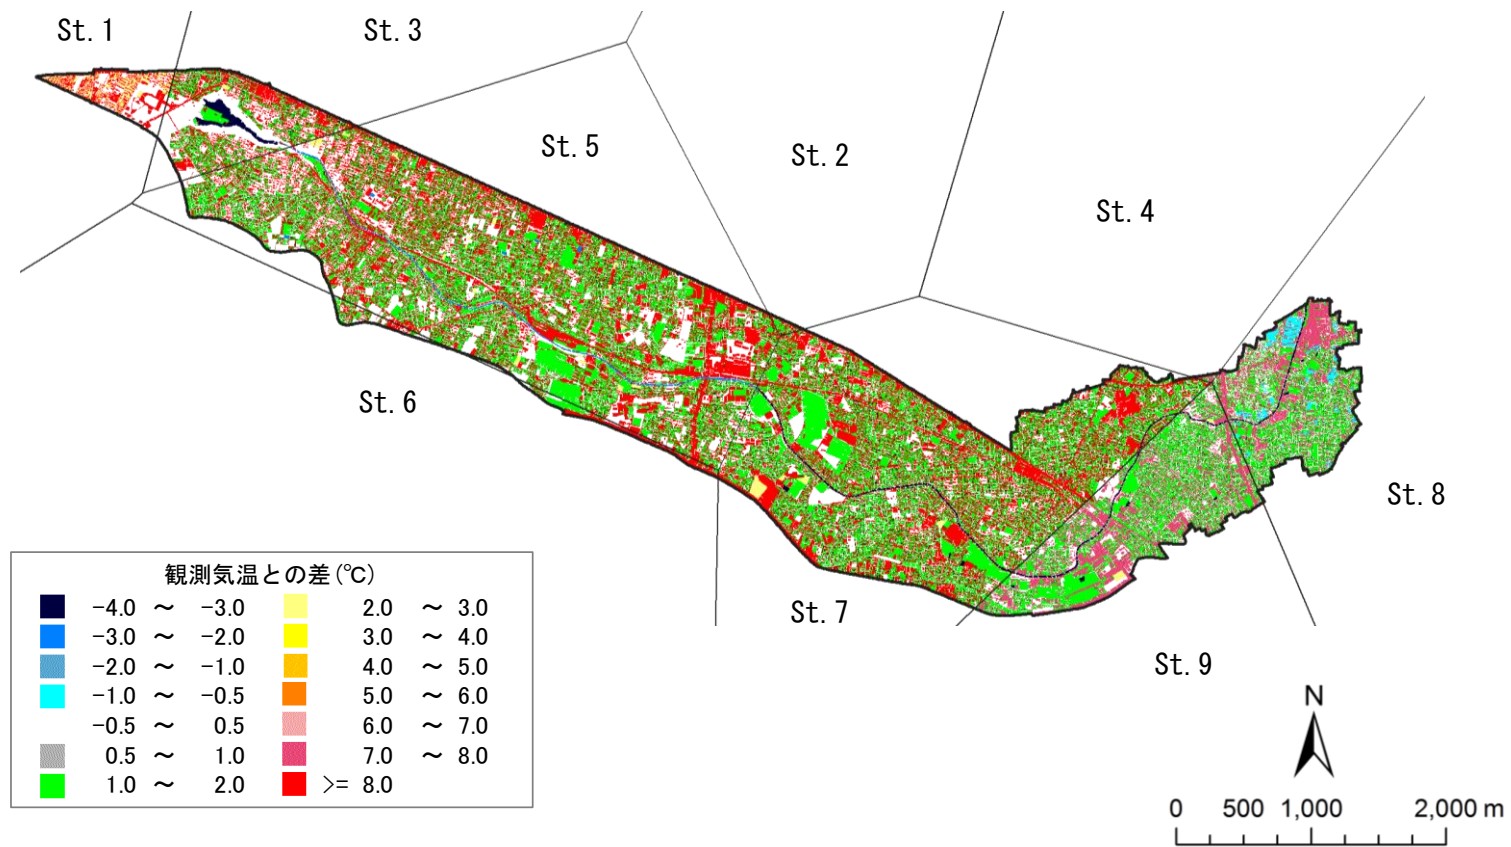 St. 1
St. 3
St. 5
St. 2
St. 4
St. 6
St. 8
St. 7
St. 9
観測気温との差(℃)
-4.0 ～ -3.0
-3.0 ～ -2.0
-2.0 ～ -1.0
-1.0 ～ -0.5
-0.5 ～ 0.5
0.5 ～ 1.0
1.0 ～ 2.0
2.0 ～ 3.0
3.0 ～ 4.0
4.0 ～ 5.0
5.0 ～ 6.0
6.0 ～ 7.0
7.0 ～ 8.0
>= 8.0
N
0 500 1,000 2,000 m